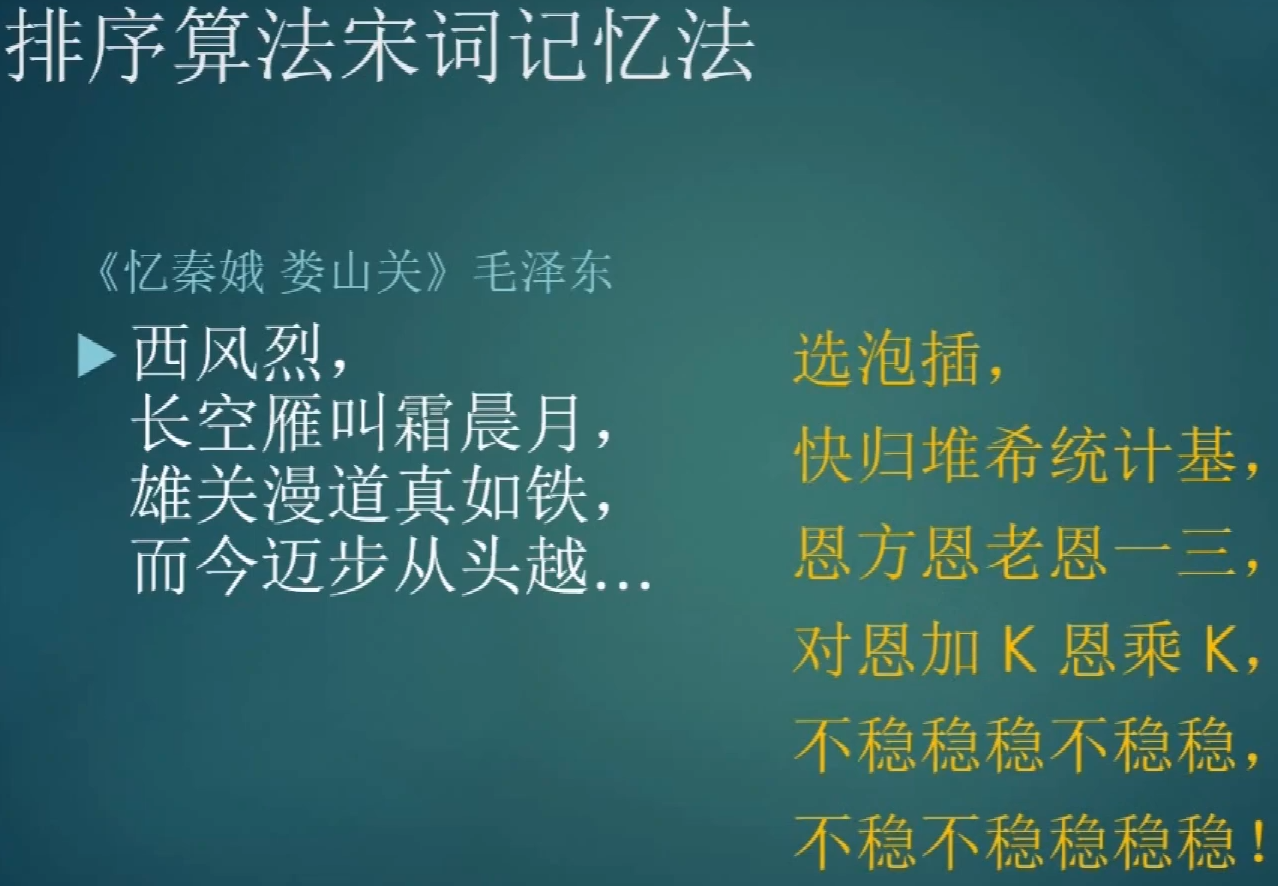 排序算法宋词记忆法
《忆秦娥 娄山关》毛泽东
西风烈，
长空雁叫霜晨月，
雄关漫道真如铁，
而今迈步从头越...
选泡插，
快归堆希统计基，
恩方恩老恩一三，
对恩加 K 恩乘 K，
不稳稳稳不稳稳，
不稳不稳稳稳稳！